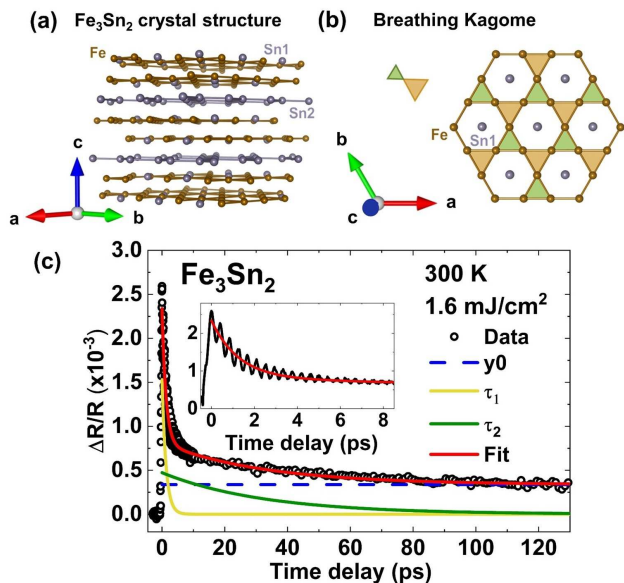 (a) Fe₃Sn₂ crystal structure
Fe
Sn1
Sn2
c
a
b
(b) Breathing Kagome
Fe
Sn1
b
c
a
(c)
Fe₃Sn₂
300 K
1.6 mJ/cm²
Data
y0
τ₁
τ₂
Fit
ΔR/R (x10⁻³)
3.0
2.5
2.0
1.5
1.0
0.5
0.0
0 20 40 60 80 100 120
Time delay (ps)
2
1
0
0 2 4 6 8
Time delay (ps)